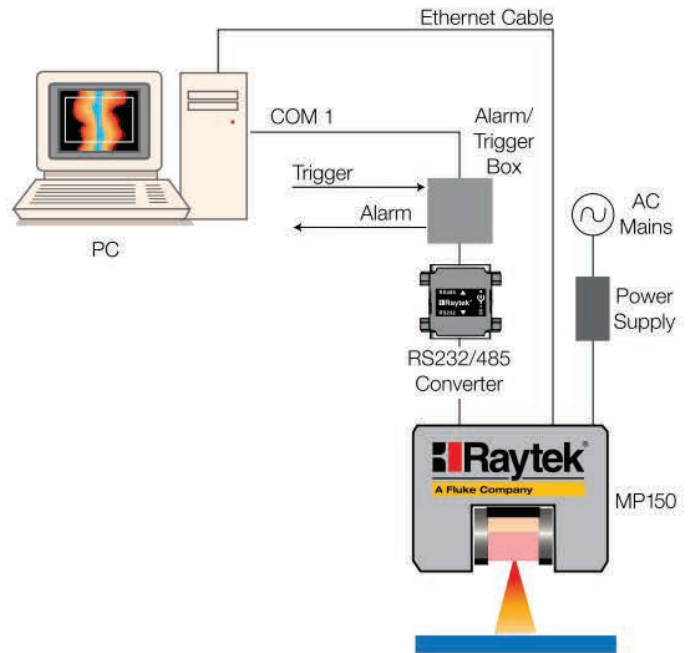 Ethernet Cable
COM 1
Alarm/
Trigger
Box
Trigger
Alarm
PC
AC
Mains
Power
Supply
RS485
Raytek®
RS232
RS232/485
Converter
Raytek®
A Fluke Company
MP150